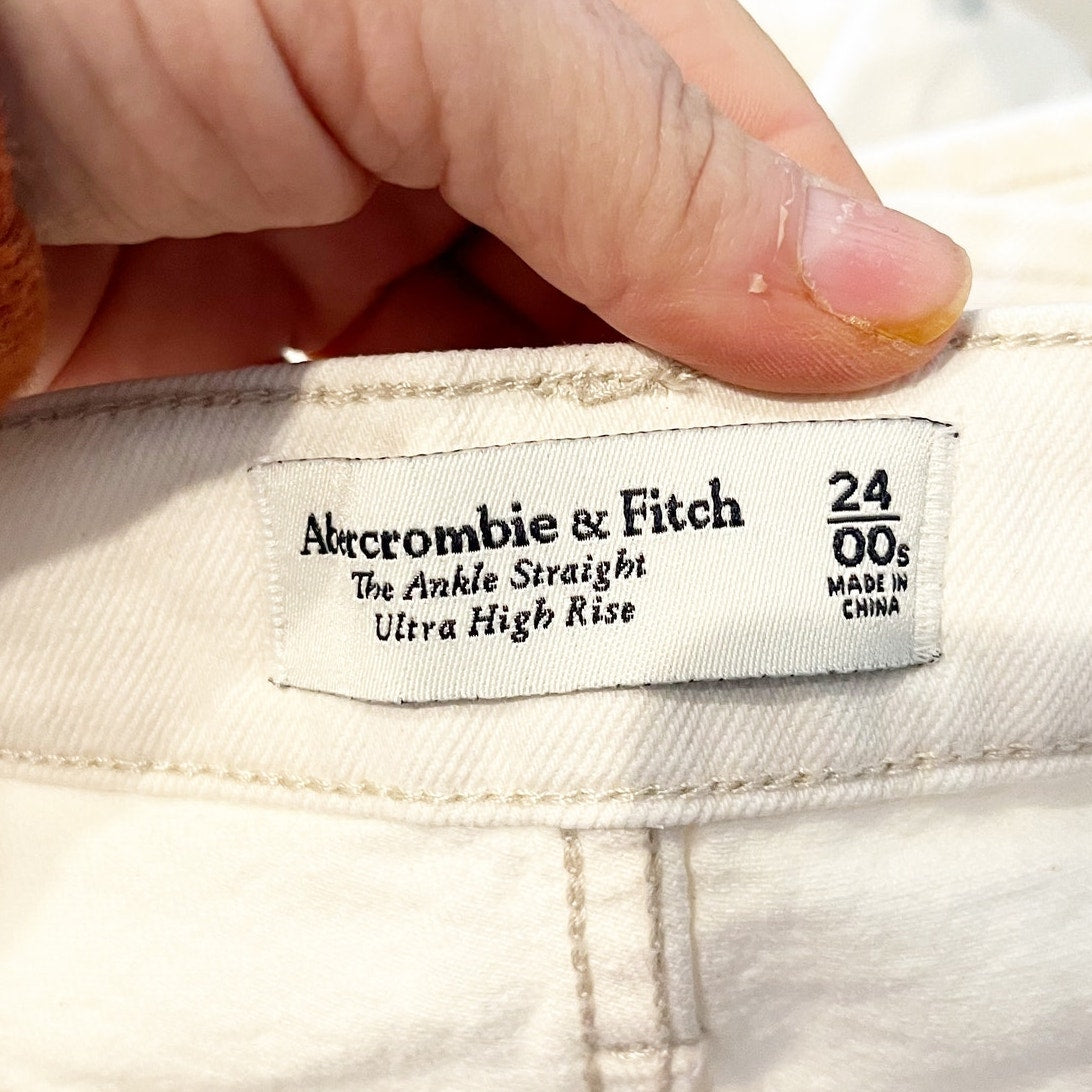 Abercrombie & Fitch
The Ankle Straight
Ultra High Rise
24
00s
MADE IN
CHINA